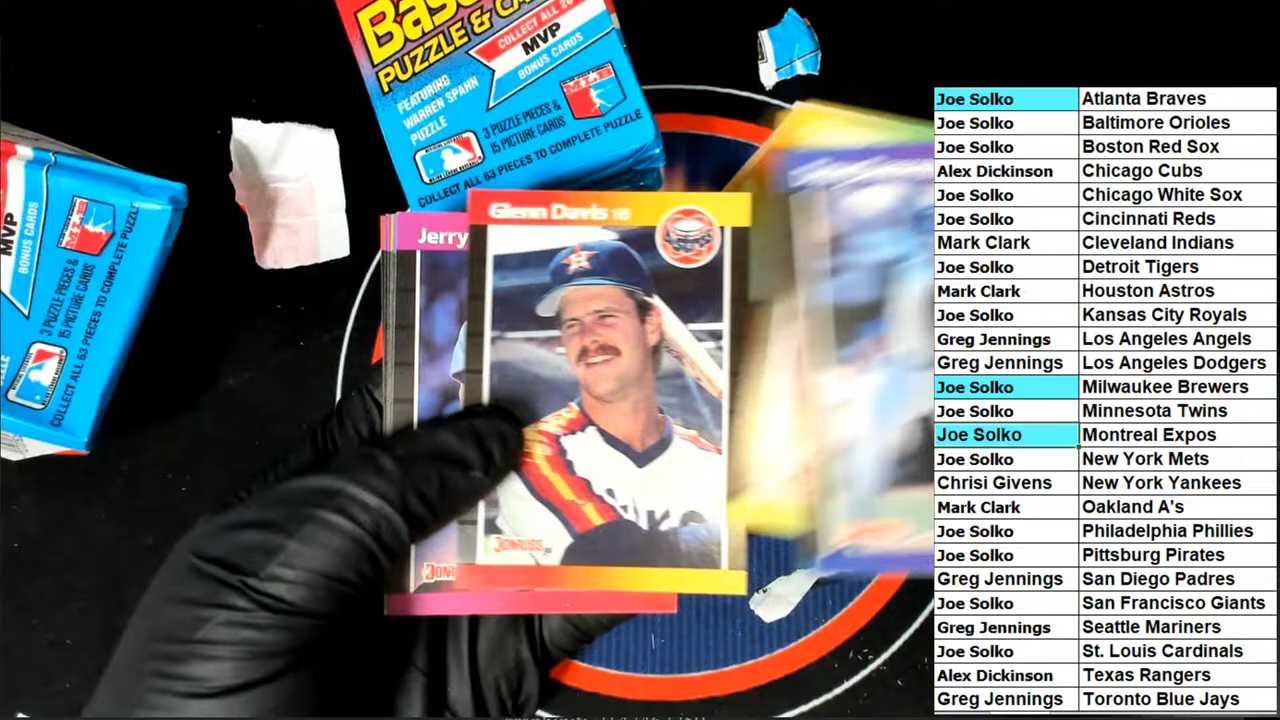 Baseball
PUZZLE & CARDS
COLLECT ALL 26
MVP
BONUS CARDS
FEATURING
WARREN SPAHN
PUZZLE
3 PUZZLE PIECES &
15 PICTURE CARDS
COLLECT ALL 63 PIECES TO COMPLETE PUZZLE
MVP
BONUS CARDS
3 PUZZLE PIECES &
15 PICTURE CARDS
COLLECT ALL 63 PIECES TO COMPLETE PUZZLE
Jerry
Glenn Davis 1B
Astros
DONRUSS
DONR
Joe Solko Atlanta Braves
Joe Solko Baltimore Orioles
Joe Solko Boston Red Sox
Alex Dickinson Chicago Cubs
Joe Solko Chicago White Sox
Joe Solko Cincinnati Reds
Mark Clark Cleveland Indians
Joe Solko Detroit Tigers
Mark Clark Houston Astros
Joe Solko Kansas City Royals
Greg Jennings Los Angeles Angels
Greg Jennings Los Angeles Dodgers
Joe Solko Milwaukee Brewers
Joe Solko Minnesota Twins
Joe Solko Montreal Expos
Joe Solko New York Mets
Chrisi Givens New York Yankees
Mark Clark Oakland A's
Joe Solko Philadelphia Phillies
Joe Solko Pittsburg Pirates
Greg Jennings San Diego Padres
Joe Solko San Francisco Giants
Greg Jennings Seattle Mariners
Joe Solko St. Louis Cardinals
Alex Dickinson Texas Rangers
Greg Jennings Toronto Blue Jays